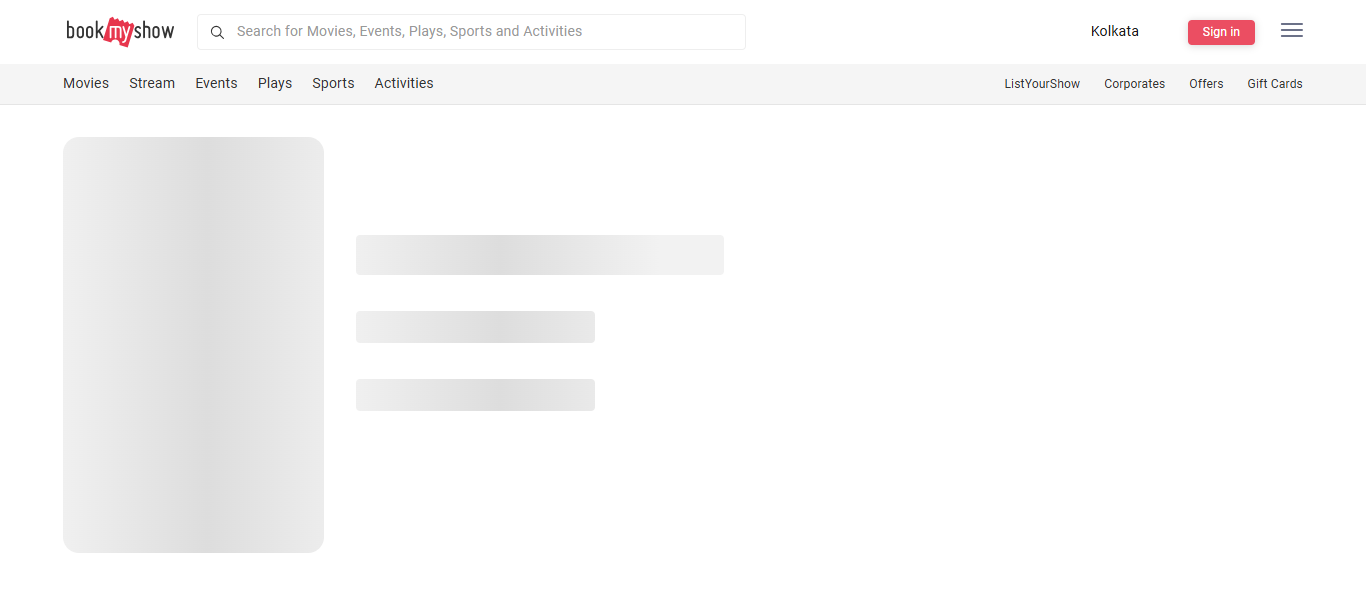 bookmyshow
Search for Movies, Events, Plays, Sports and Activities
Kolkata
Sign in
Movies Stream Events Plays Sports Activities
ListYourShow Corporates Offers Gift Cards